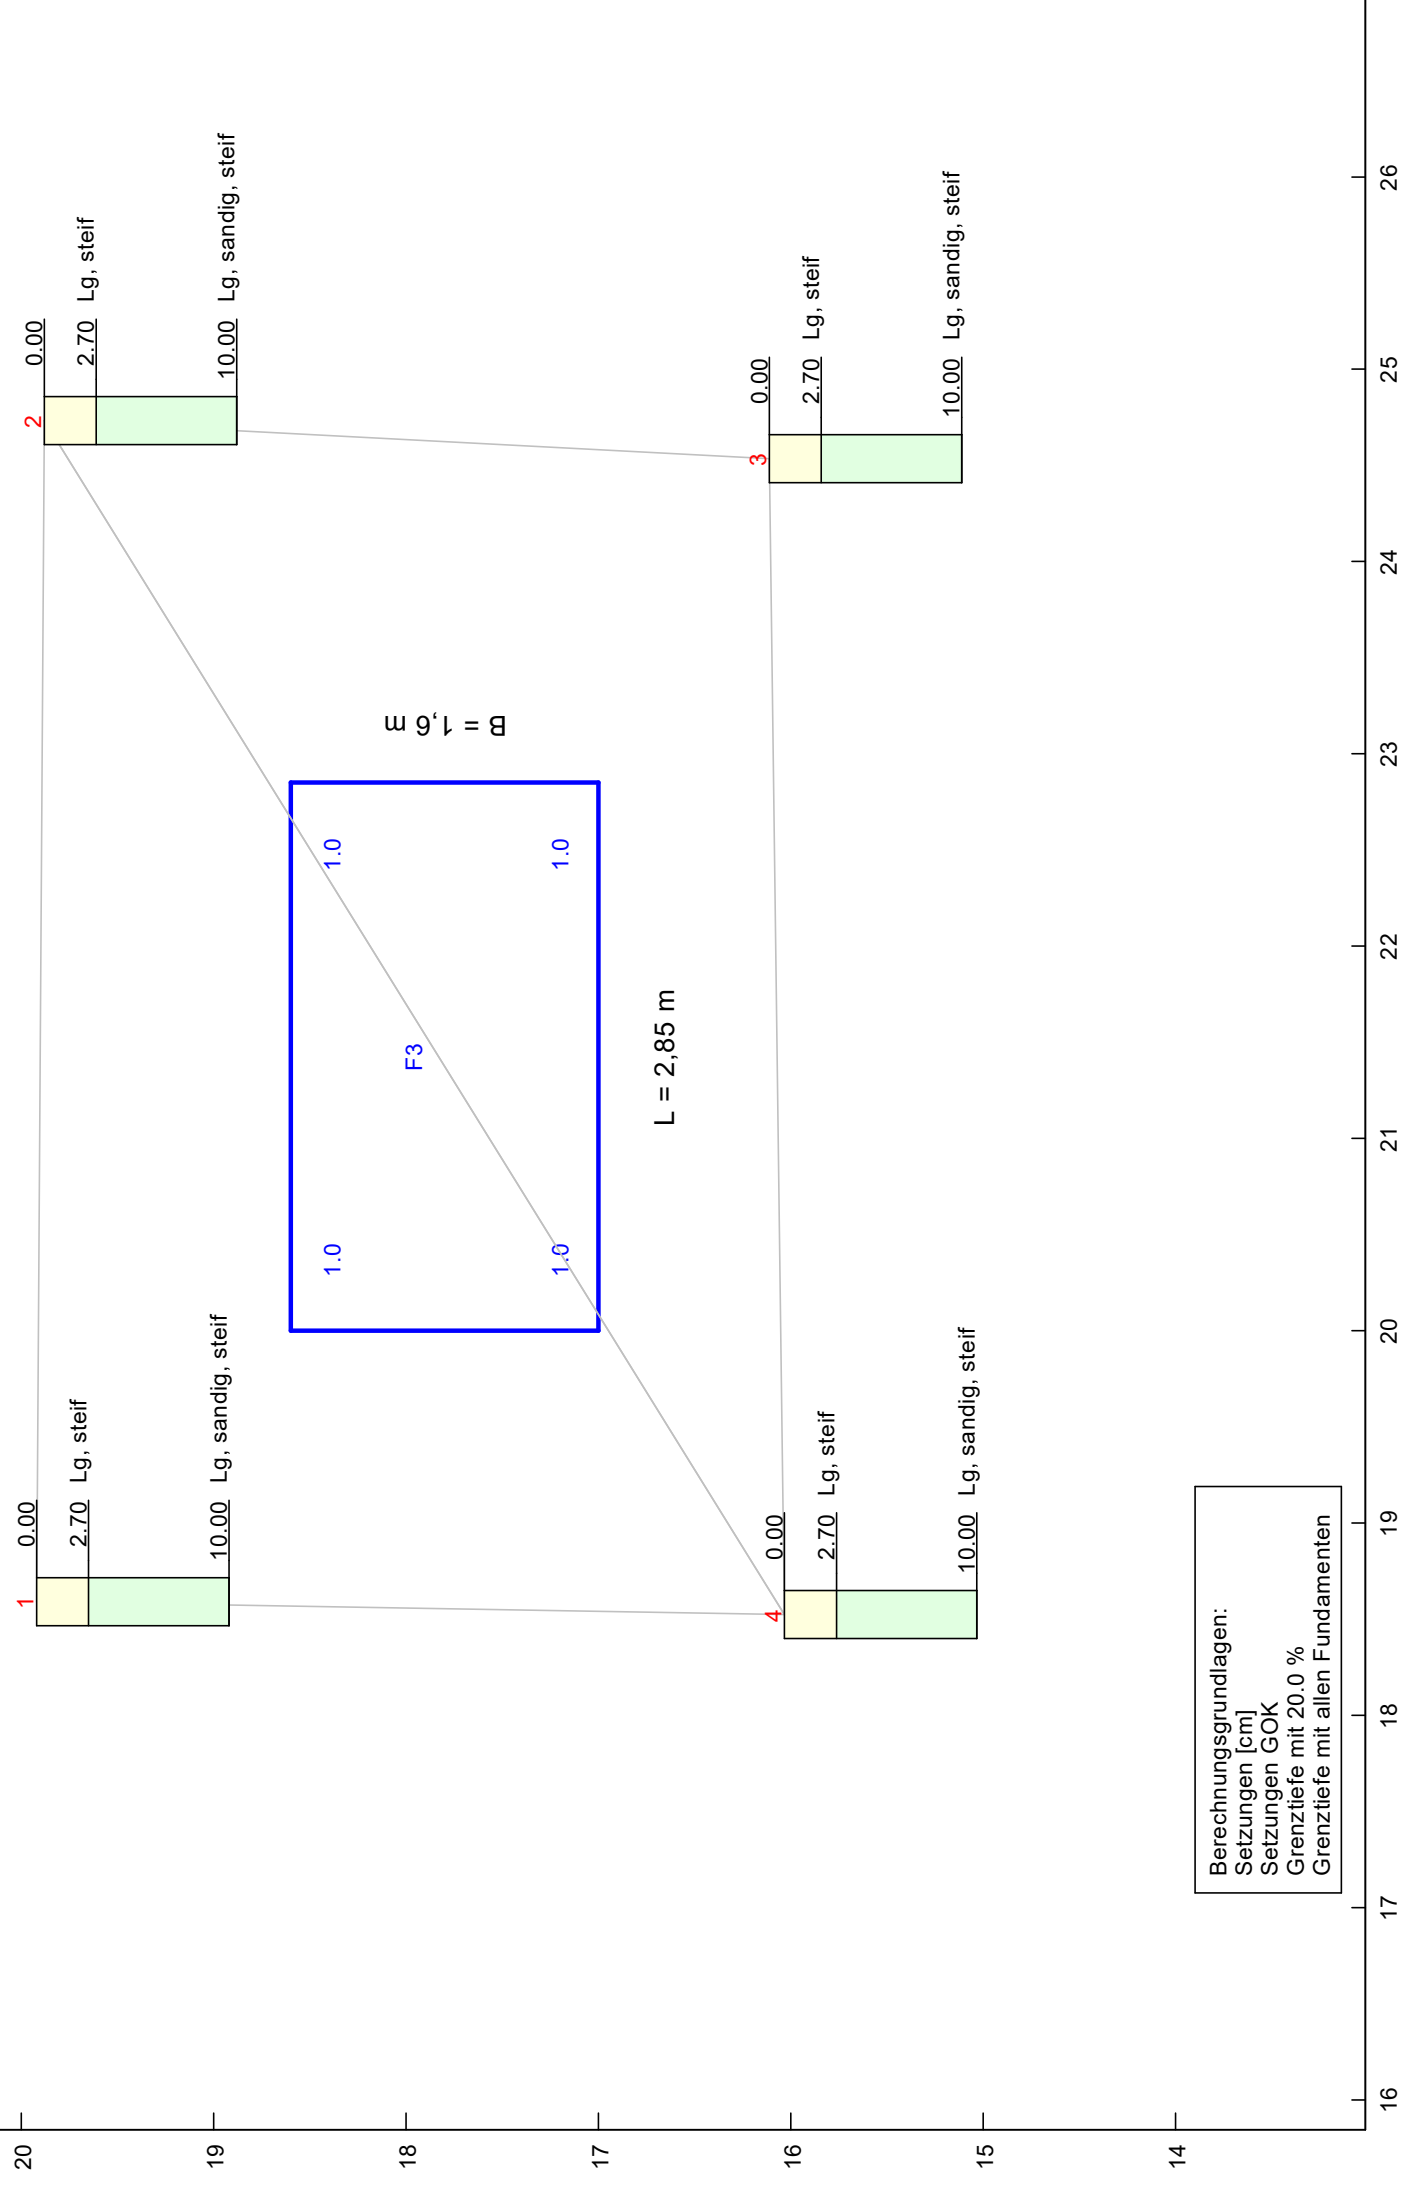 1
0.00
2.70 Lg, steif
10.00 Lg, sandig, steif
2
0.00
2.70 Lg, steif
10.00 Lg, sandig, steif
1.0
1.0
F3
1.0
1.0
B = 1,6 m
L = 2,85 m
4
0.00
2.70 Lg, steif
10.00 Lg, sandig, steif
3
0.00
2.70 Lg, steif
10.00 Lg, sandig, steif
Berechnungsgrundlagen:
Setzungen [cm]
Setzungen GOK
Grenztiefe mit 20.0 %
Grenztiefe mit allen Fundamenten
20
19
18
17
16
15
14
16 17 18 19 20 21 22 23 24 25 26